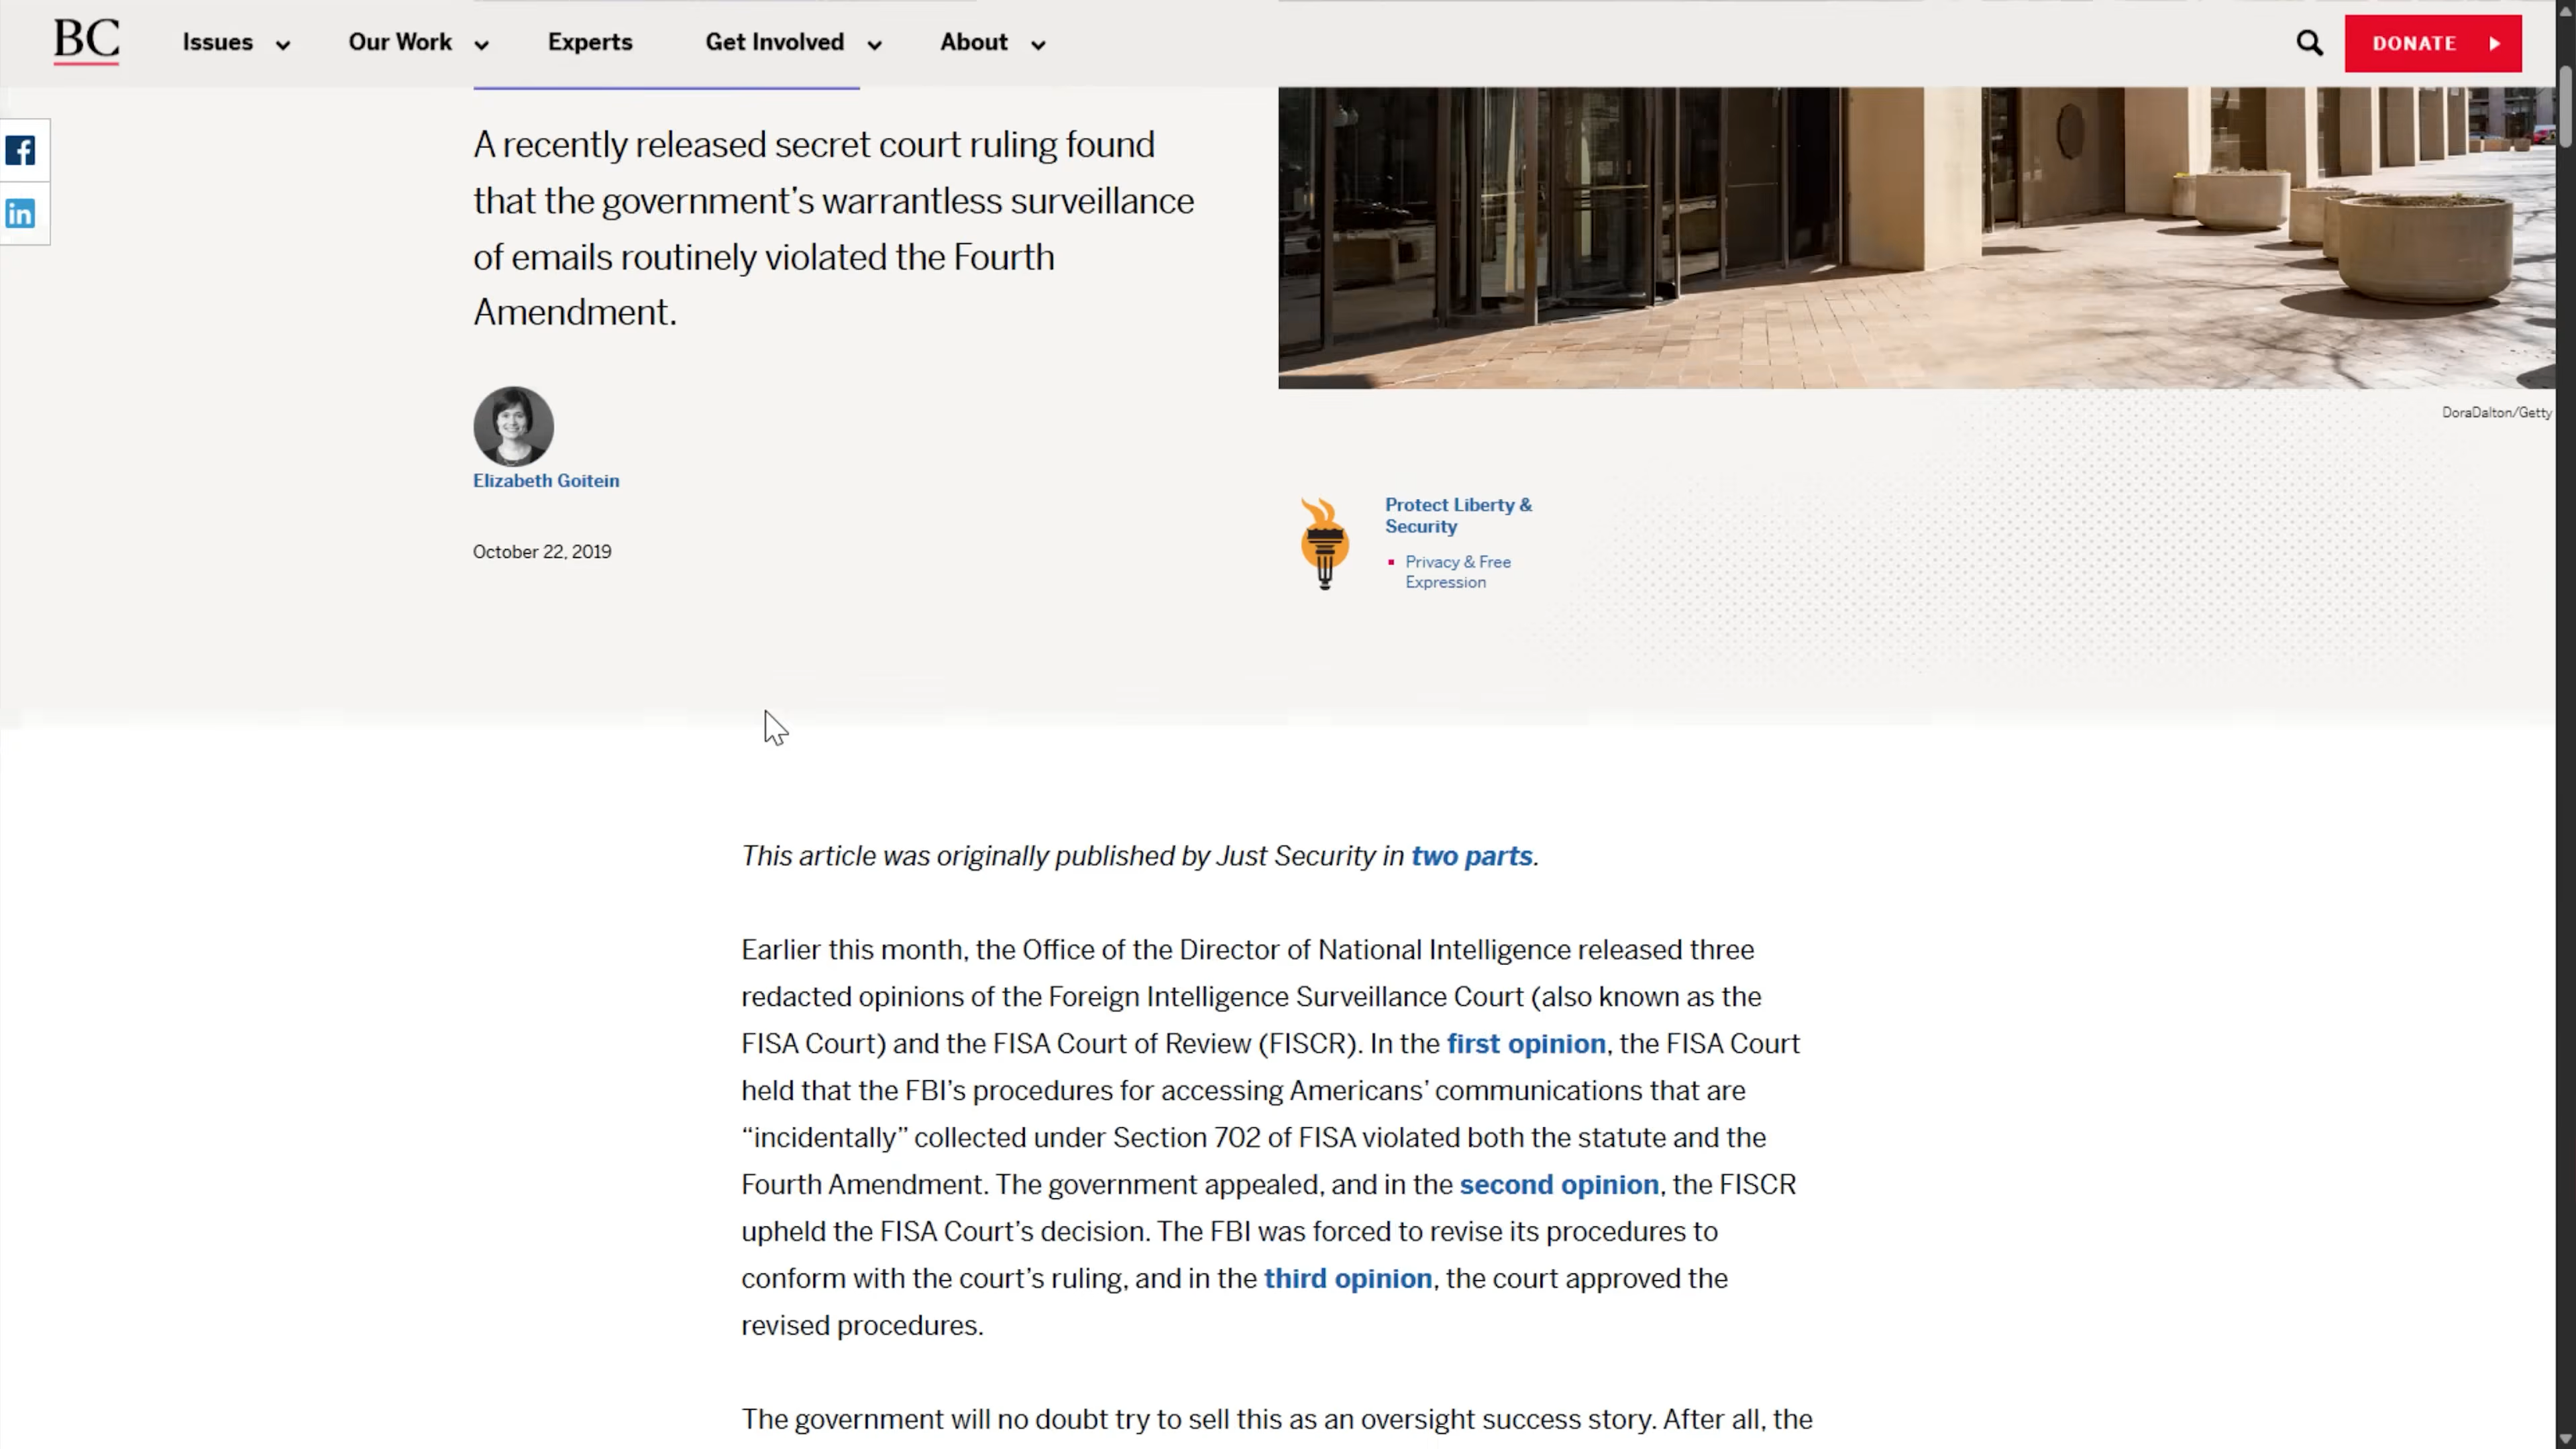 BC Issues Our Work Experts Get Involved About DONATE
A recently released secret court ruling found
that the government’s warrantless surveillance
of emails routinely violated the Fourth
Amendment.
Elizabeth Goitein
October 22, 2019
DoraDalton/Getty
Protect Liberty &
Security
Privacy & Free
Expression
This article was originally published by Just Security in two parts.
Earlier this month, the Office of the Director of National Intelligence released three
redacted opinions of the Foreign Intelligence Surveillance Court (also known as the
FISA Court) and the FISA Court of Review (FISCR). In the first opinion, the FISA Court
held that the FBI’s procedures for accessing Americans’ communications that are
“incidentally” collected under Section 702 of FISA violated both the statute and the
Fourth Amendment. The government appealed, and in the second opinion, the FISCR
upheld the FISA Court’s decision. The FBI was forced to revise its procedures to
conform with the court’s ruling, and in the third opinion, the court approved the
revised procedures.
The government will no doubt try to sell this as an oversight success story. After all, the